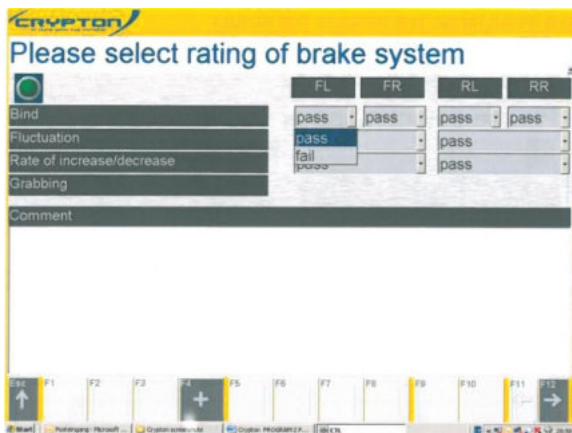 CRYPTON
Please select rating of brake system
FL FR RL RR
Bind pass pass pass pass
Fluctuation pass pass
fail
Rate of increase/decrease pass pass
Grabbing
Comment
Esc F1 F2 F3 F4 F5 F6 F7 F8 F9 F10 F11 F12
+
Start